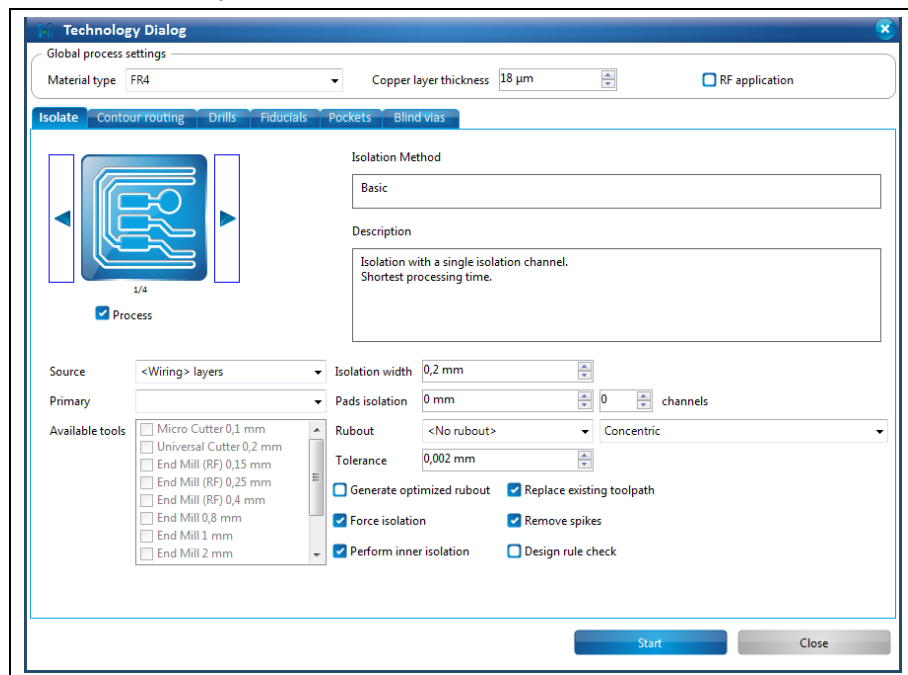 Technology Dialog
Global process settings
Material type FR4 Copper layer thickness 18 µm RF application
Isolate Contour routing Drills Fiducials Pockets Blind vias
Isolation Method
Basic
Description
Isolation with a single isolation channel.
Shortest processing time.
1/4
Process
Source <Wiring> layers Isolation width 0,2 mm
Primary Pads isolation 0 mm 0 channels
Available tools Micro Cutter 0,1 mm Rubout <No rubout> Concentric
Universal Cutter 0,2 mm
End Mill (RF) 0,15 mm Tolerance 0,002 mm
End Mill (RF) 0,25 mm Generate optimized rubout Replace existing toolpath
End Mill (RF) 0,4 mm
End Mill 0,8 mm Force isolation Remove spikes
End Mill 1 mm
End Mill 2 mm Perform inner isolation Design rule check
Start Close